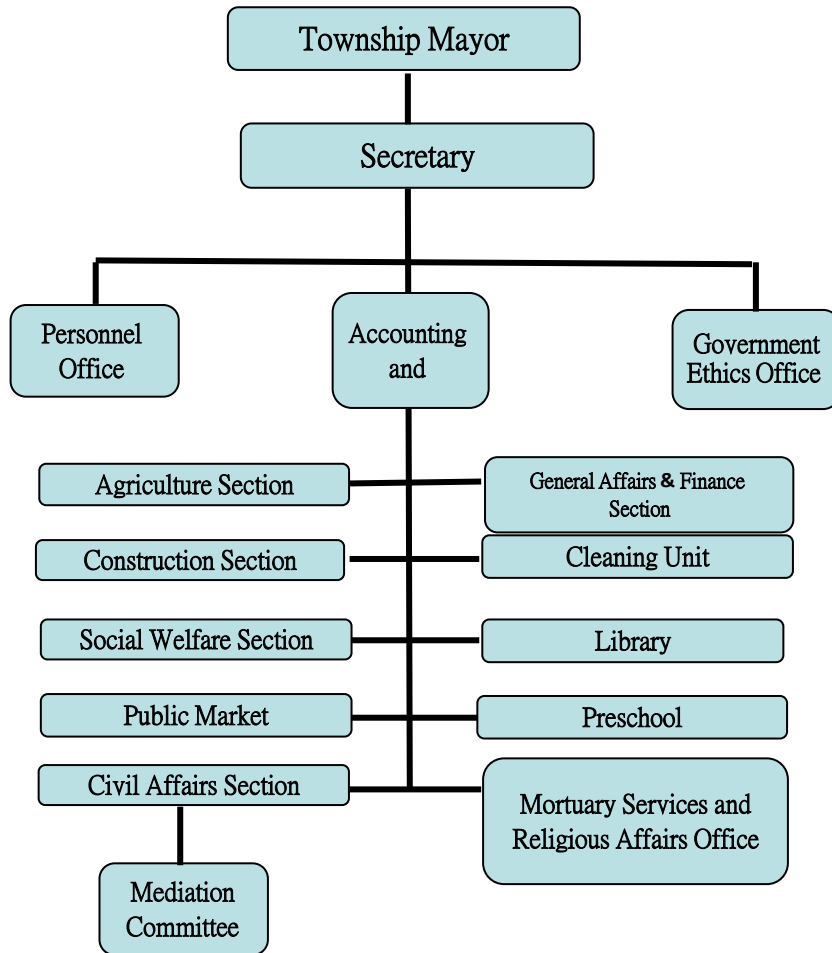 Township Mayor
Secretary
Personnel
Office
Accounting
and
Government
Ethics Office
Agriculture Section
General Affairs & Finance
Section
Construction Section
Cleaning Unit
Social Welfare Section
Library
Public Market
Preschool
Civil Affairs Section
Mortuary Services and
Religious Affairs Office
Mediation
Committee